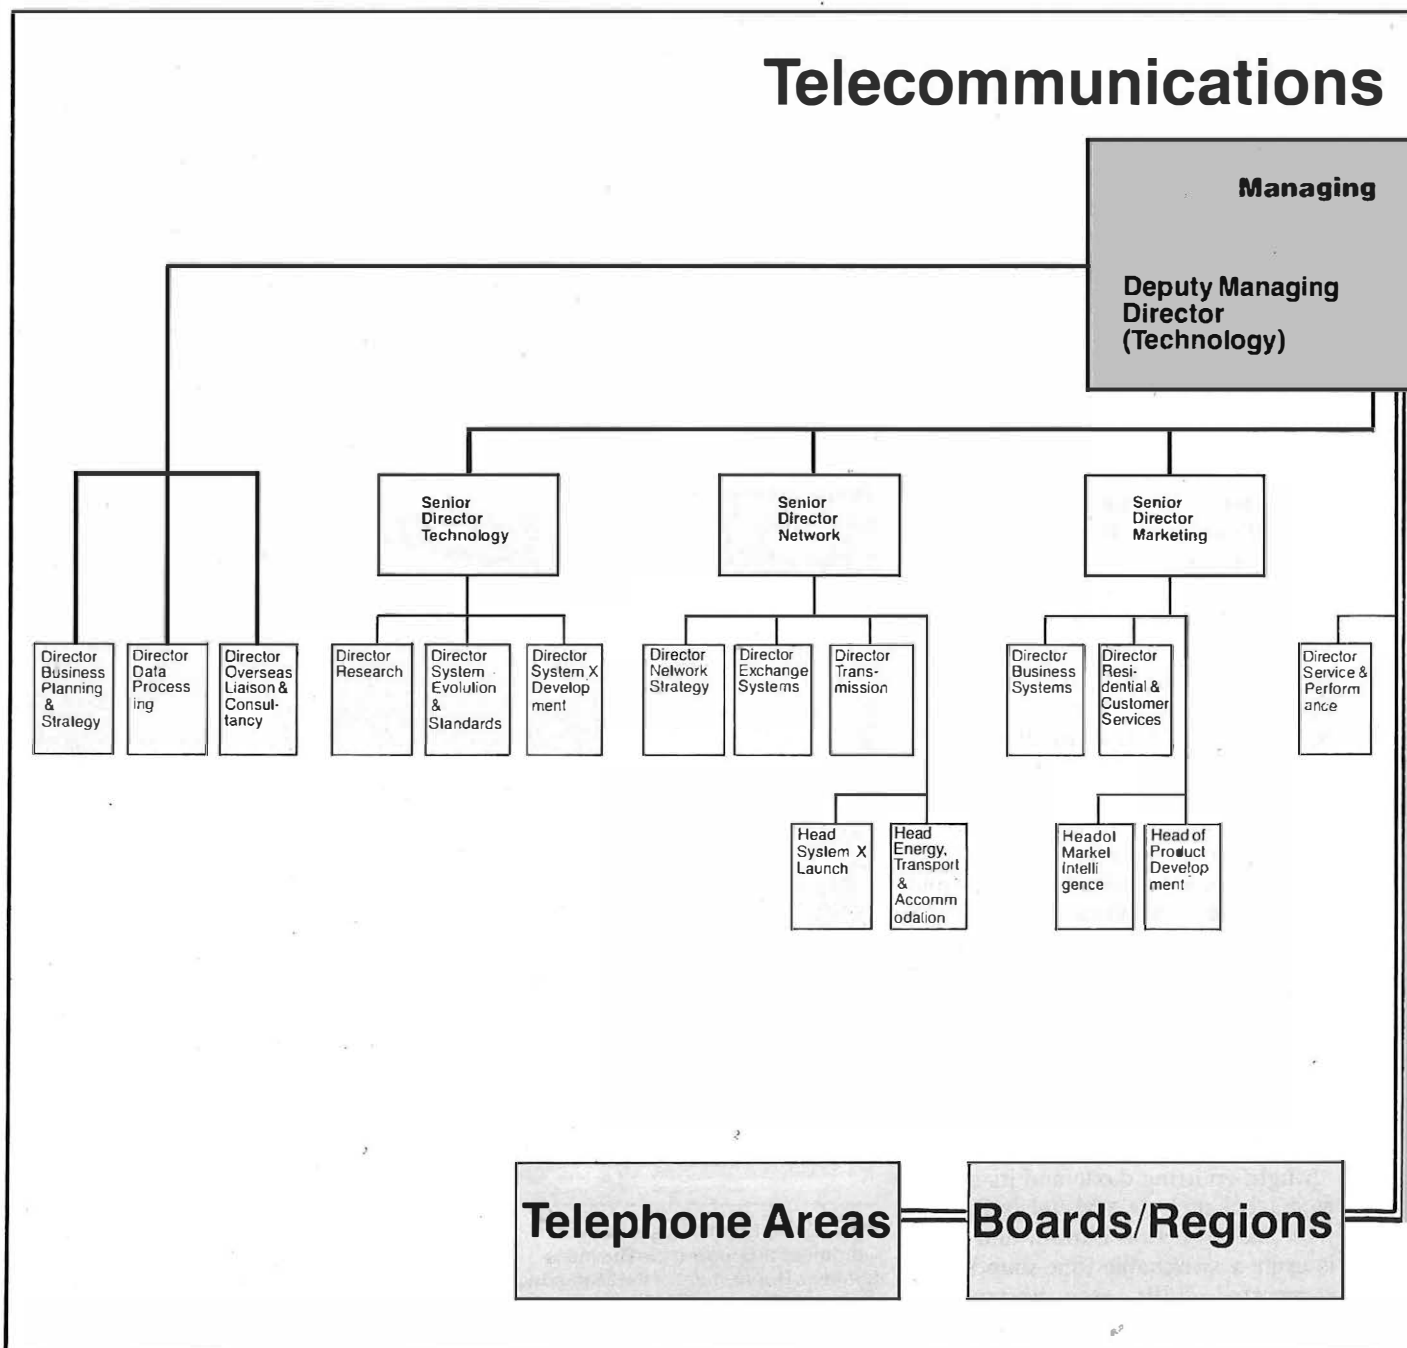 Telecommunications
Managing
Deputy Managing
Director
(Technology)
Senior
Director
Technology
Senior
Director
Network
Senior
Director
Marketing
Director
Business
Planning
&
Strategy
Director
Data
Process
ing
Director
Overseas
Liaison &
Consul-
tancy
Director
Research
Director
System
Evolution
&
Standards
Director
System X
Develop
ment
Director
Network
Strategy
Director
Exchange
Systems
Director
Trans-
mission
Director
Business
Systems
Director
Resi-
dential &
Customer
Services
Director
Service &
Perform
ance
Head
System X
Launch
Head
Energy,
Transport
&
Accomm
odation
Head of
Market
Intelli
gence
Head of
Product
Develop
ment
Telephone Areas
Boards/Regions